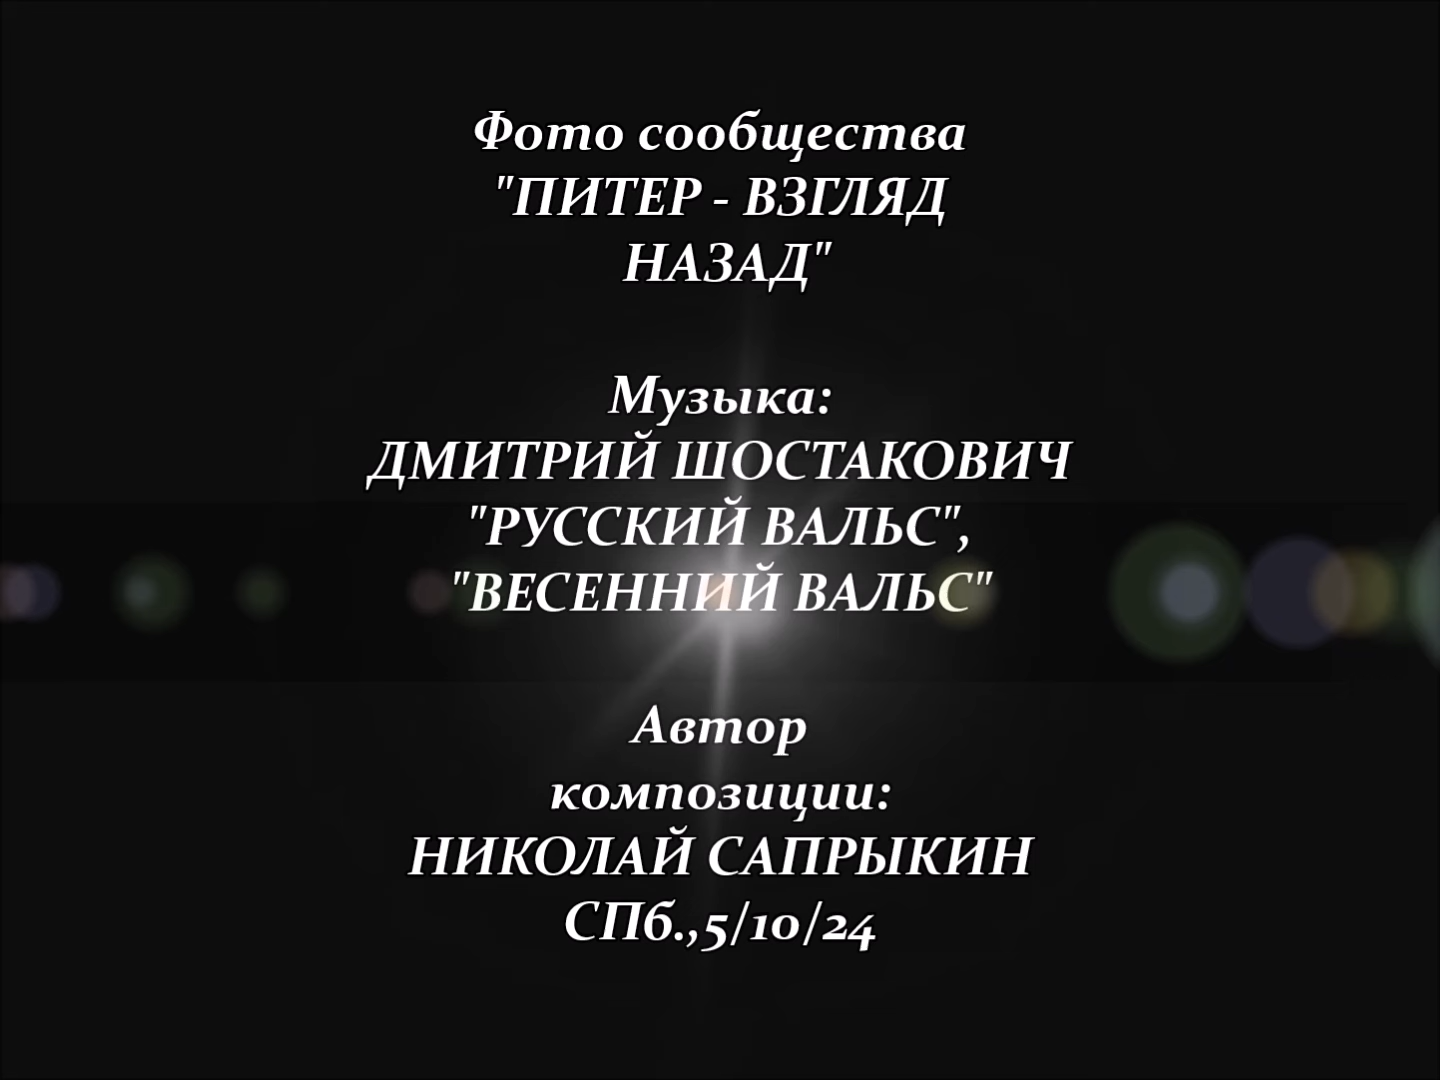 Фото сообщества
"ПИТЕР - ВЗГЛЯД
НАЗАД"
Музыка:
ДМИТРИЙ ШОСТАКОВИЧ
"РУССКИЙ ВАЛЬС",
"ВЕСЕННИЙ ВАЛЬС"
Автор
композиции:
НИКОЛАЙ САПРЫКИН
СПб.,5/10/24